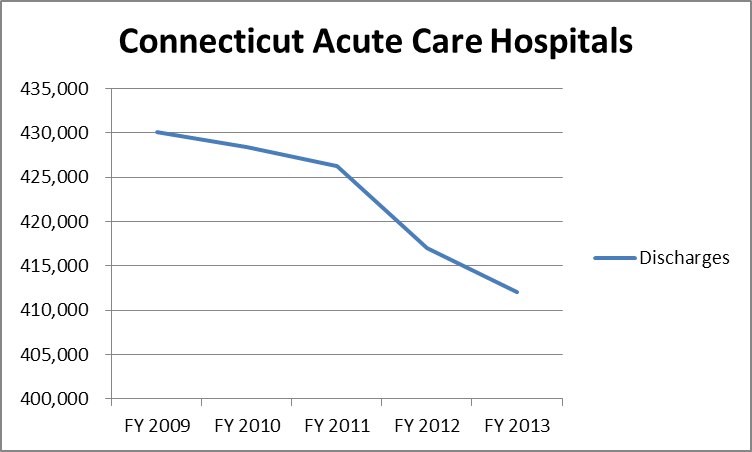 Connecticut Acute Care Hospitals
435,000
430,000
425,000
420,000
415,000
410,000
405,000
400,000
FY 2009 FY 2010 FY 2011 FY 2012 FY 2013
Discharges